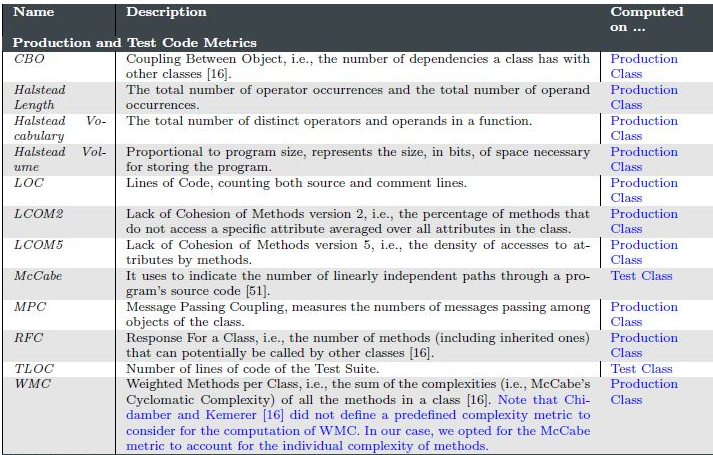 Name Description Computed
on ...
Production and Test Code Metrics
CBO Coupling Between Object, i.e., the number of dependencies a class has with Production
other classes [16]. Class
Halstead The total number of operator occurrences and the total number of operand Production
Length occurrences. Class
Halstead Vo- The total number of distinct operators and operands in a function. Production
cabulary Class
Halstead Vol- Proportional to program size, represents the size, in bits, of space necessary Production
ume for storing the program. Class
LOC Lines of Code, counting both source and comment lines. Production
Class
LCOM2 Lack of Cohesion of Methods version 2, i.e., the percentage of methods that Production
do not access a specific attribute averaged over all attributes in the class. Class
LCOM5 Lack of Cohesion of Methods version 5, i.e., the density of accesses to at- Production
tributes by methods. Class
McCabe It uses to indicate the number of linearly independent paths through a pro- Test Class
gram's source code [51].
MPC Message Passing Coupling, measures the numbers of messages passing among Production
objects of the class. Class
RFC Response For a Class, i.e., the number of methods (including inherited ones) Production
that can potentially be called by other classes [16]. Class
TLOC Number of lines of code of the Test Suite. Test Class
WMC Weighted Methods per Class, i.e., the sum of the complexities (i.e., McCabe's Production
Cyclomatic Complexity) of all the methods in a class [16]. Note that Chi- Class
damber and Kemerer [16] did not define a predefined complexity metric to
consider for the computation of WMC. In our case, we opted for the McCabe
metric to account for the individual complexity of methods.